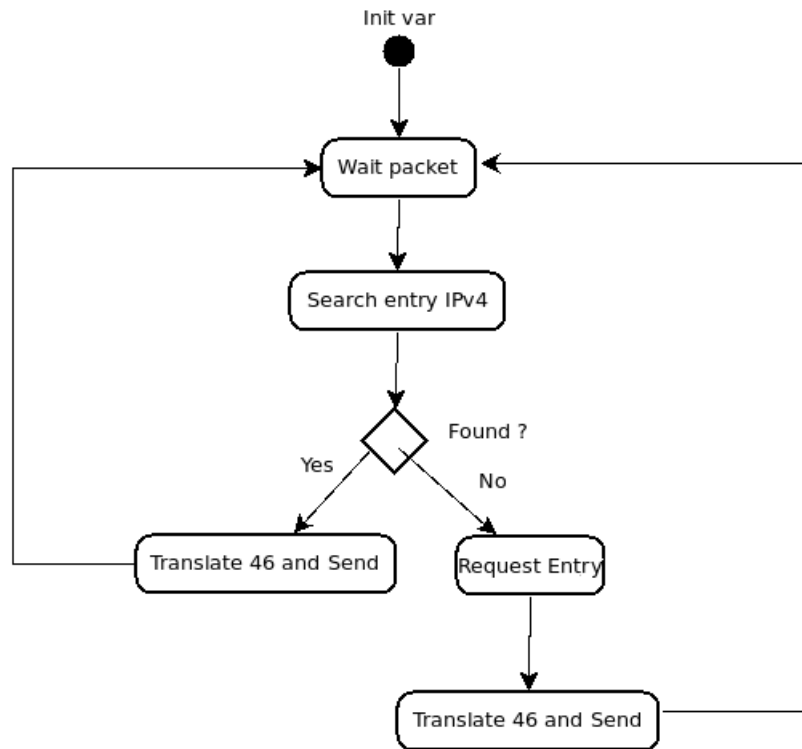 Init var
Wait packet
Search entry IPv4
Found ?
Yes
No
Translate 46 and Send
Request Entry
Translate 46 and Send